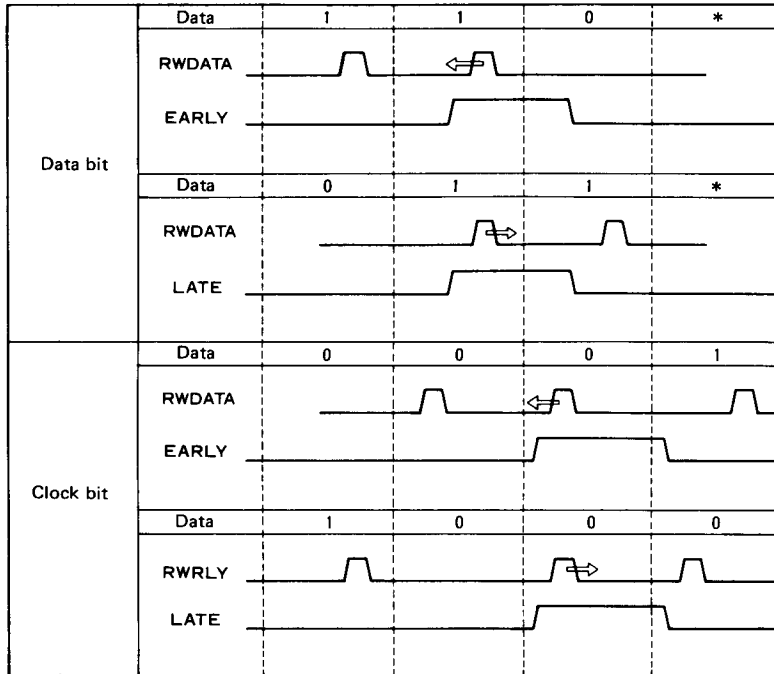 Data 1 1 0 *
RWDATA
EARLY
Data bit
Data 0 1 1 *
RWDATA
LATE
Data 0 0 0 1
RWDATA
EARLY
Clock bit
Data 1 0 0 0
RWRLY
LATE